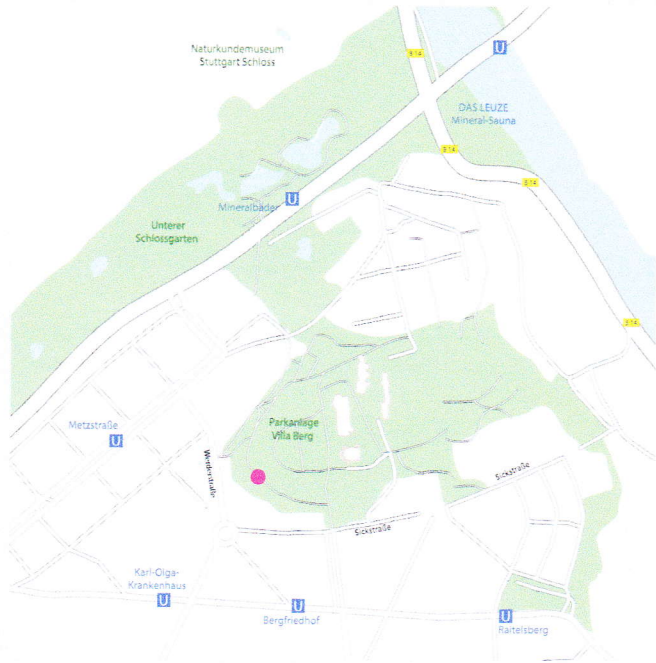 Naturkundemuseum
Stuttgart Schloss
U
B 14
DAS LEUZE
Mineral-Sauna
B 14
B 14
Mineralbäder
U
Unterer
Schlossgarten
B 14
Metzstraße
U
Parkanlage
Villa Berg
Werderstraße
Sickstraße
Sickstraße
Karl-Olga-
Krankenhaus
U
U
Bergfriedhof
U
Raitelsberg